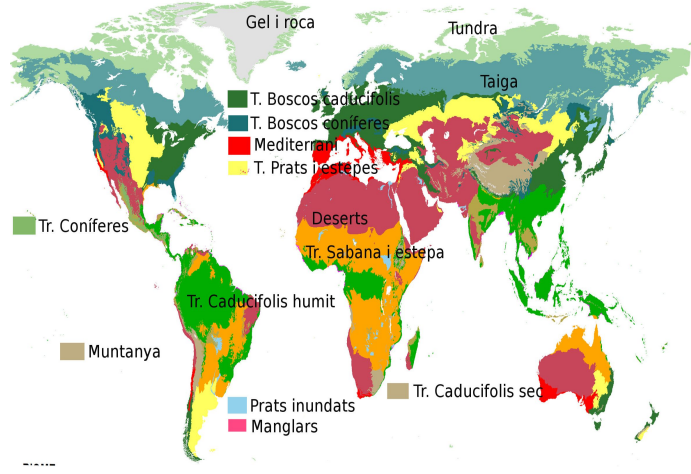 Gel i roca
Tundra
Taiga
T. Boscos caducifolis
T. Boscos coníferes
Mediterrani
T. Prats i estepes
Deserts
Tr. Coníferes
Tr. Sabana i estepa
Tr. Caducifolis humit
Muntanya
Tr. Caducifolis sec
Prats inundats
Manglars